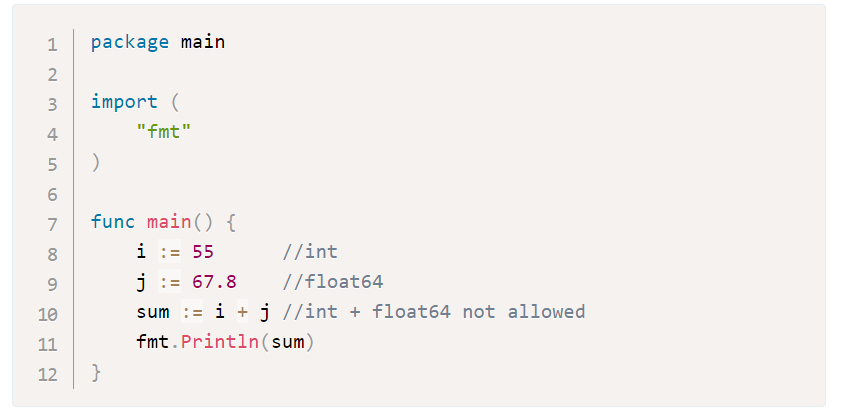 1 package main
2
3 import (
4     "fmt"
5 )
6
7 func main() {
8     i := 55      //int
9     j := 67.8    //float64
10     sum := i + j //int + float64 not allowed
11     fmt.Println(sum)
12 }